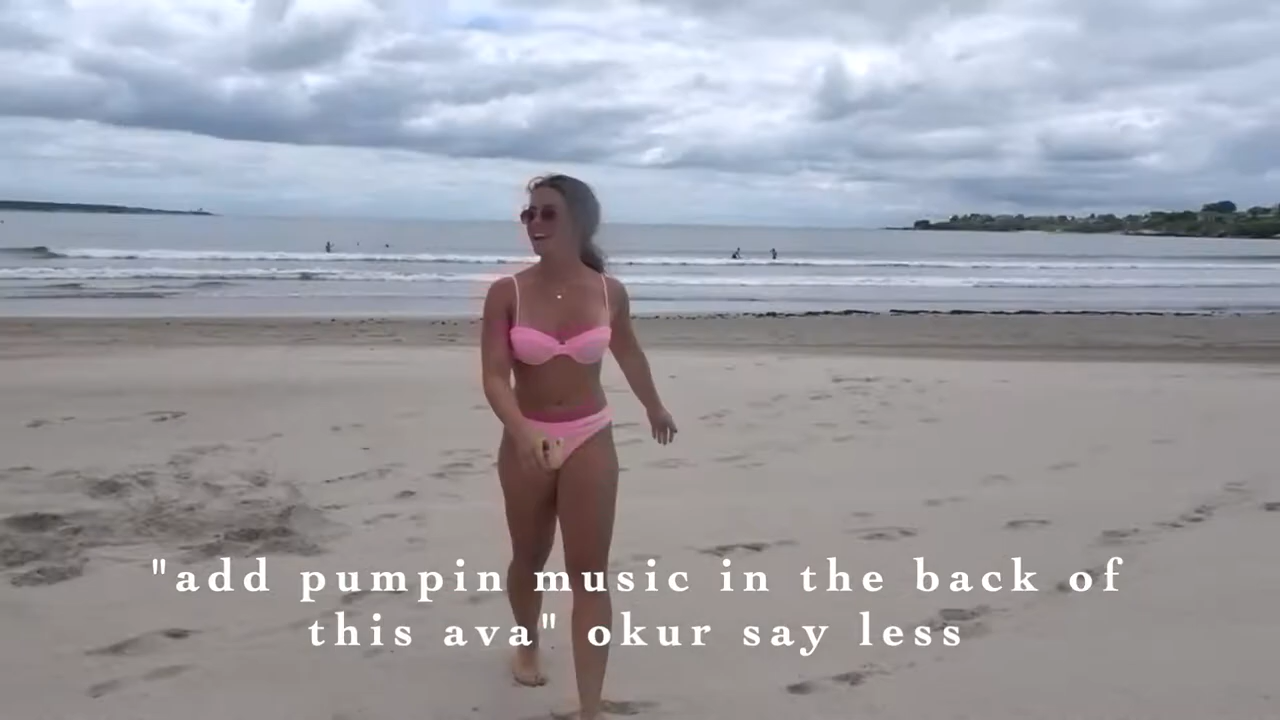 "add pumpin music in the back of
this ava" okur say less